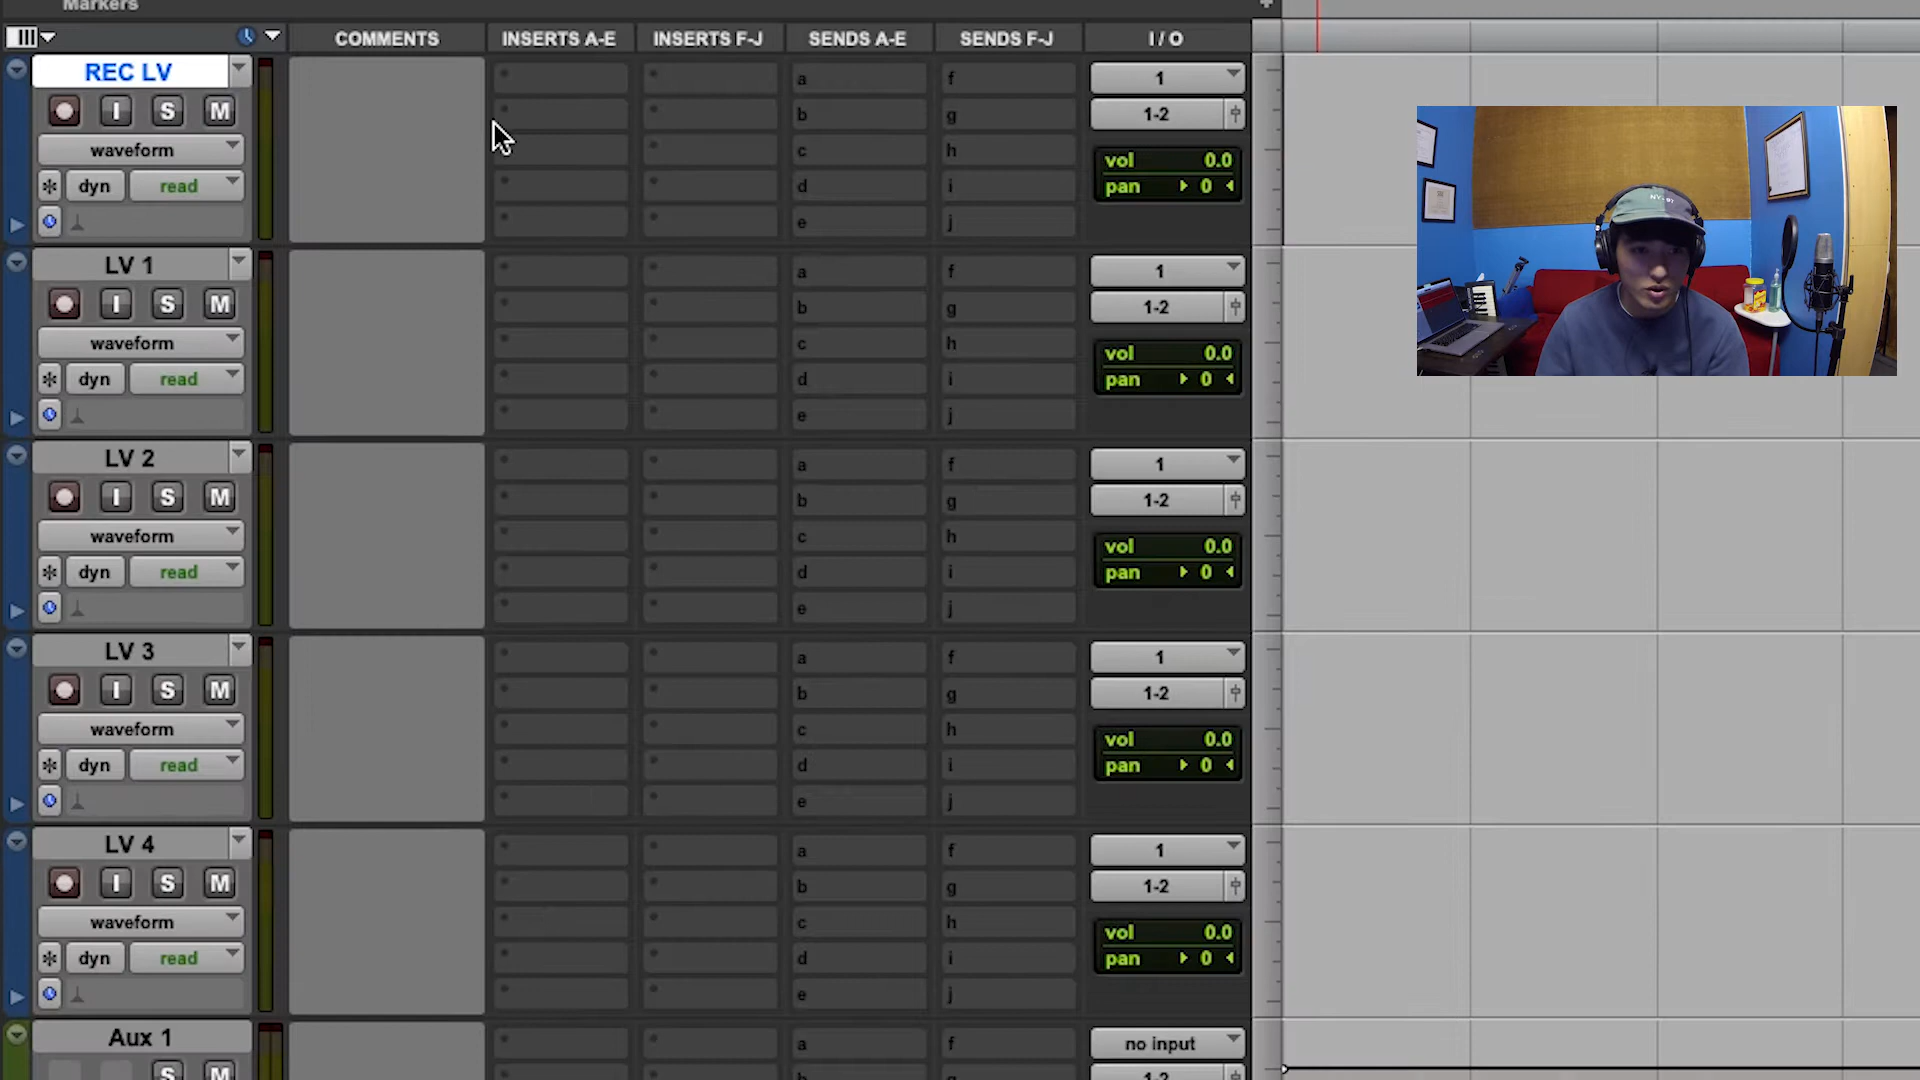 Markers
COMMENTS INSERTS A-E INSERTS F-J SENDS A-E SENDS F-J I / O
REC LV a f 1
I S M b g 1-2
waveform c h vol 0.0
dyn read d i pan 0
e j
LV 1 a f 1
I S M b g 1-2
waveform c h vol 0.0
dyn read d i pan 0
e j
LV 2 a f 1
I S M b g 1-2
waveform c h vol 0.0
dyn read d i pan 0
e j
LV 3 a f 1
I S M b g 1-2
waveform c h vol 0.0
dyn read d i pan 0
e j
LV 4 a f 1
I S M b g 1-2
waveform c h vol 0.0
dyn read d i pan 0
e j
Aux 1 a f no input
S M b g 1-2